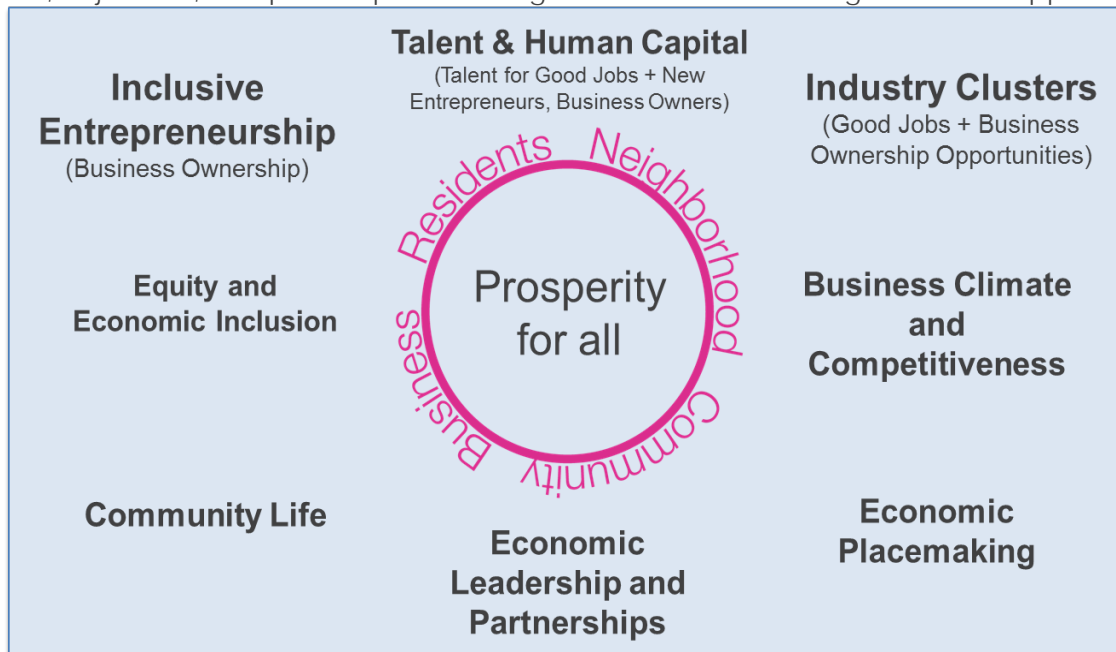 Talent & Human Capital
(Talent for Good Jobs + New
Entrepreneurs, Business Owners)
Inclusive
Entrepreneurship
(Business Ownership)
Industry Clusters
(Good Jobs + Business
Ownership Opportunities)
Residents
Neighborhood
Equity and
Economic Inclusion
Prosperity
for all
Business Climate
and
Competitiveness
Business
Community
Community Life
Economic
Leadership and
Partnerships
Economic
Placemaking